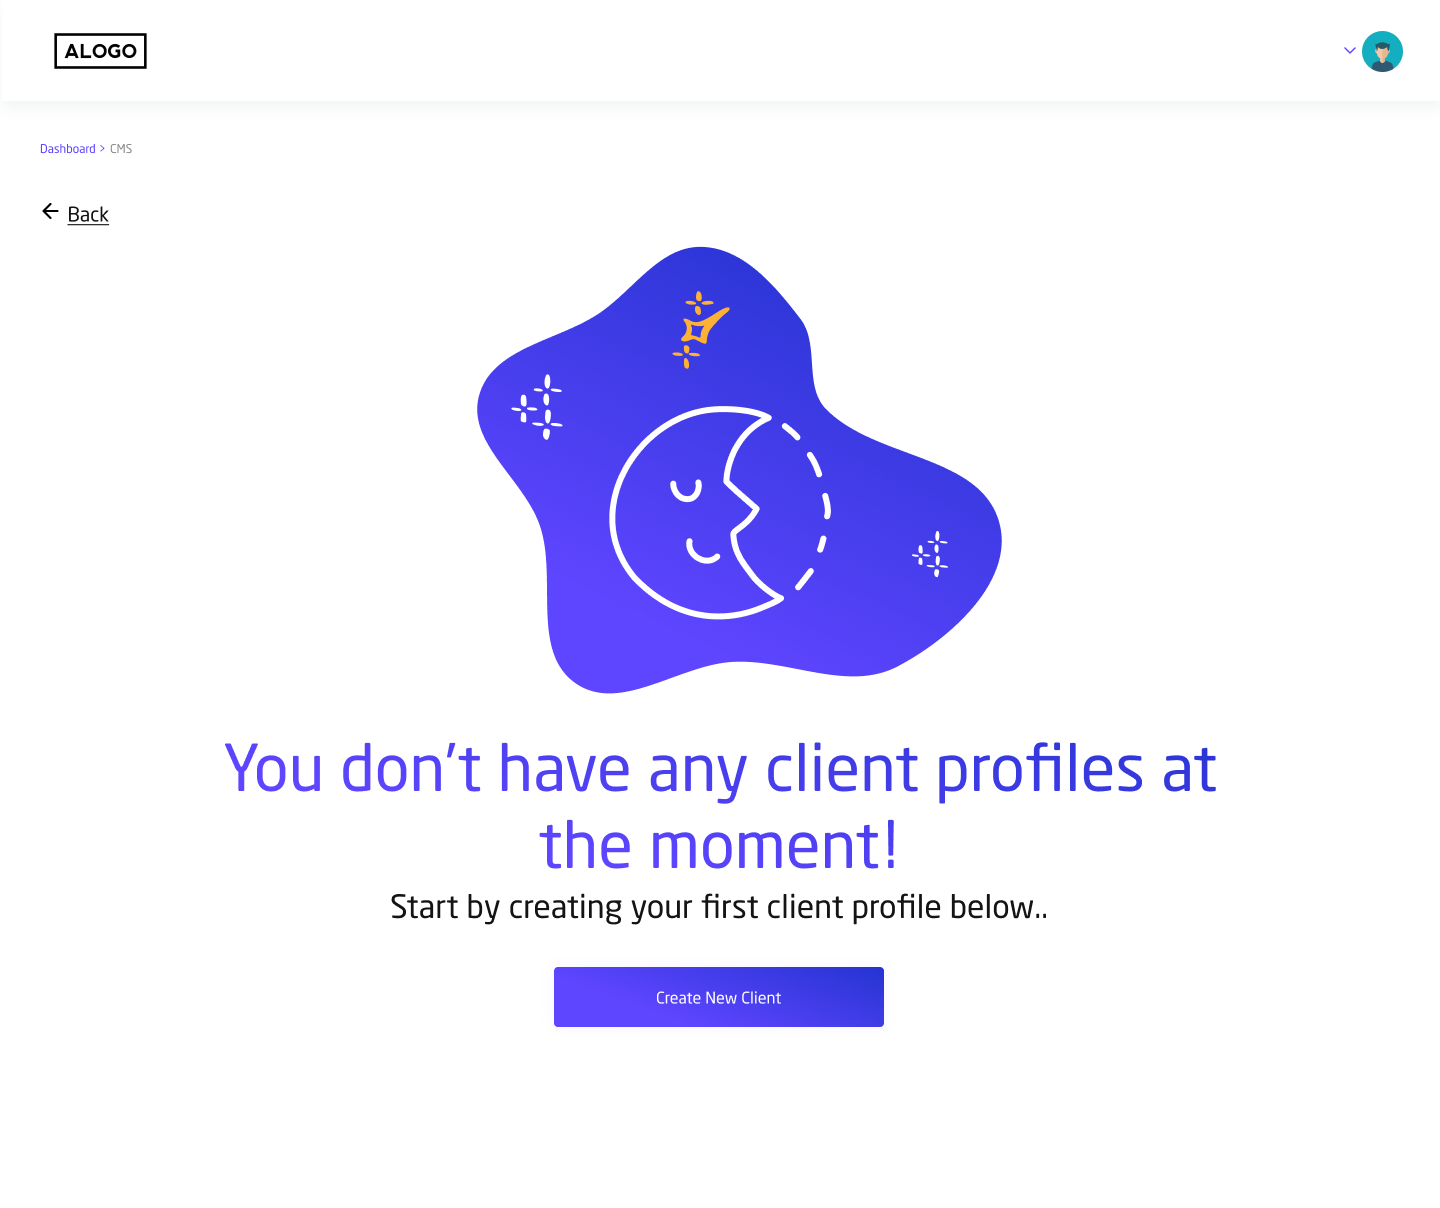 ALOGO
Dashboard > CMS
Back
You don't have any client profiles at
the moment!
Start by creating your first client profile below..
Create New Client